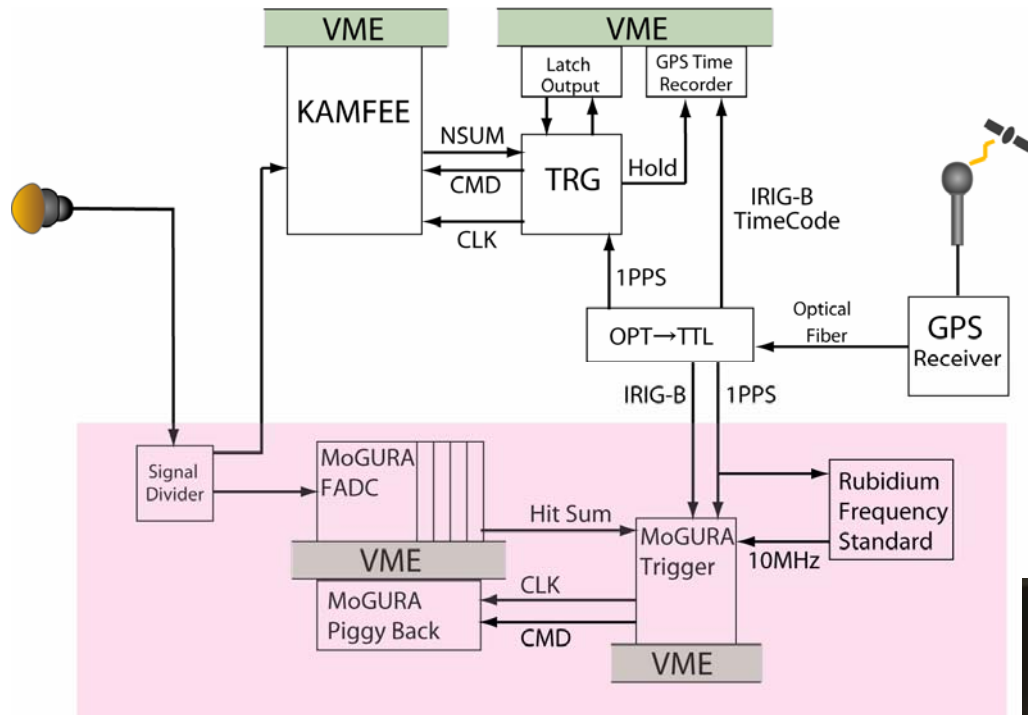 VME
VME
KAMFEE
Latch
Output
GPS Time
Recorder
NSUM
CMD
CLK
TRG
Hold
IRIG-B
TimeCode
1PPS
OPT→TTL
Optical
Fiber
GPS
Receiver
IRIG-B
1PPS
Signal
Divider
MoGURA
FADC
Hit Sum
MoGURA
Trigger
Rubidium
Frequency
Standard
10MHz
VME
CLK
MoGURA
Piggy Back
CMD
VME